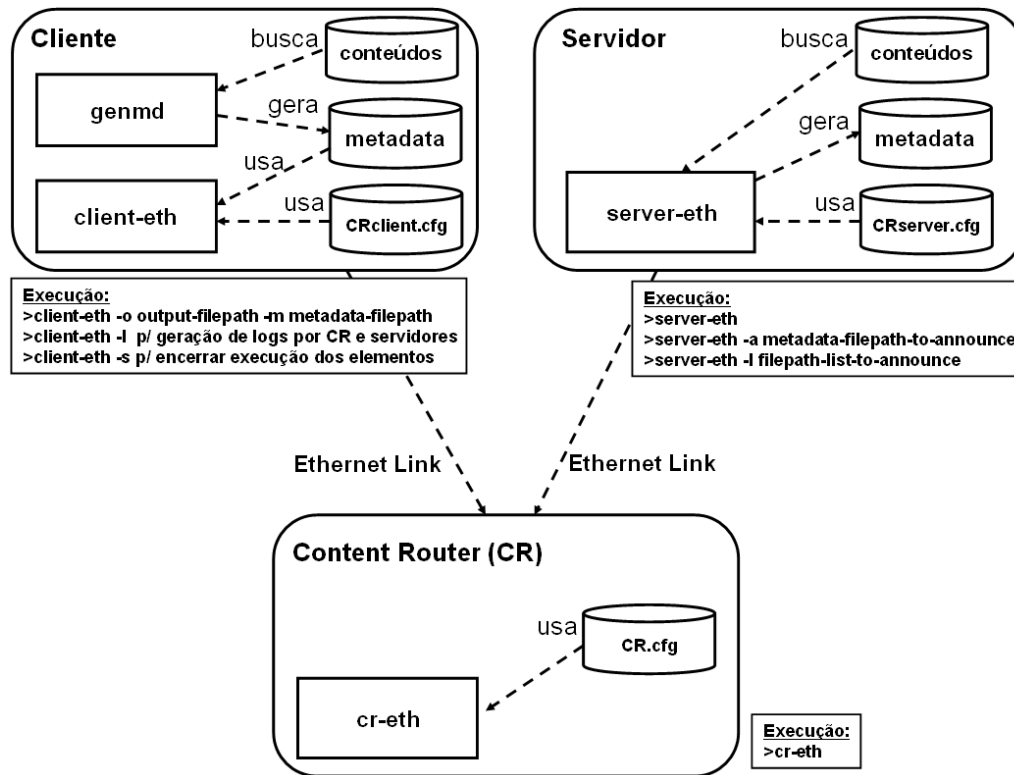 Cliente
busca
conteúdos
genmd
gera
metadata
usa
client-eth
usa
CRclient.cfg
Execução:
>client-eth -o output-filepath -m metadata-filepath
>client-eth -l p/ geração de logs por CR e servidores
>client-eth -s p/ encerrar execução dos elementos
Servidor
busca
conteúdos
gera
metadata
server-eth
usa
CRserver.cfg
Execução:
>server-eth
>server-eth -a metadata-filepath-to-announce
>server-eth -l filepath-list-to-announce
Ethernet Link
Ethernet Link
Content Router (CR)
usa
CR.cfg
cr-eth
Execução:
>cr-eth